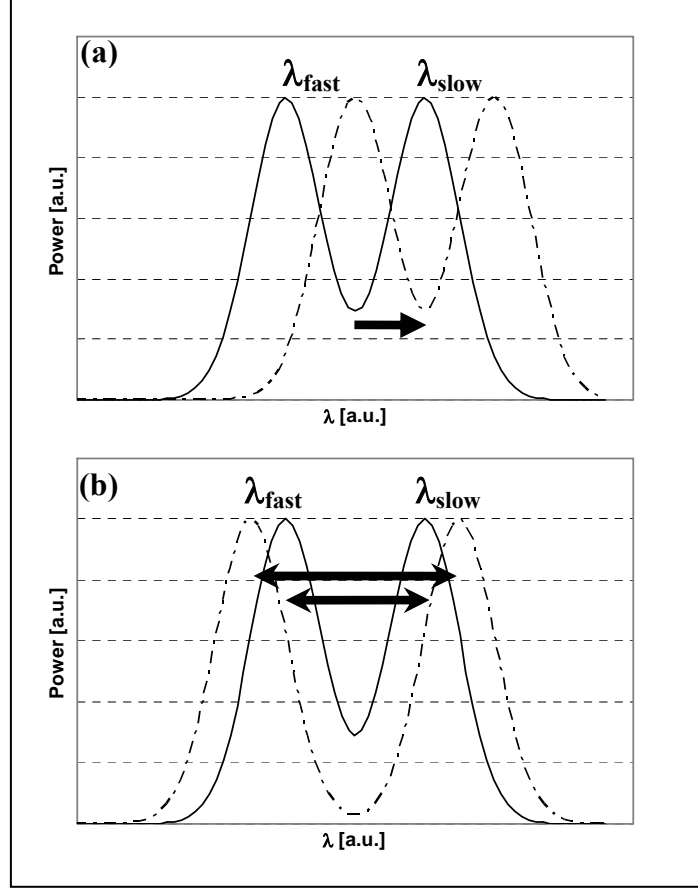 (a)
λfast λslow
Power [a.u.]
λ [a.u.]
(b)
λfast λslow
Power [a.u.]
λ [a.u.]